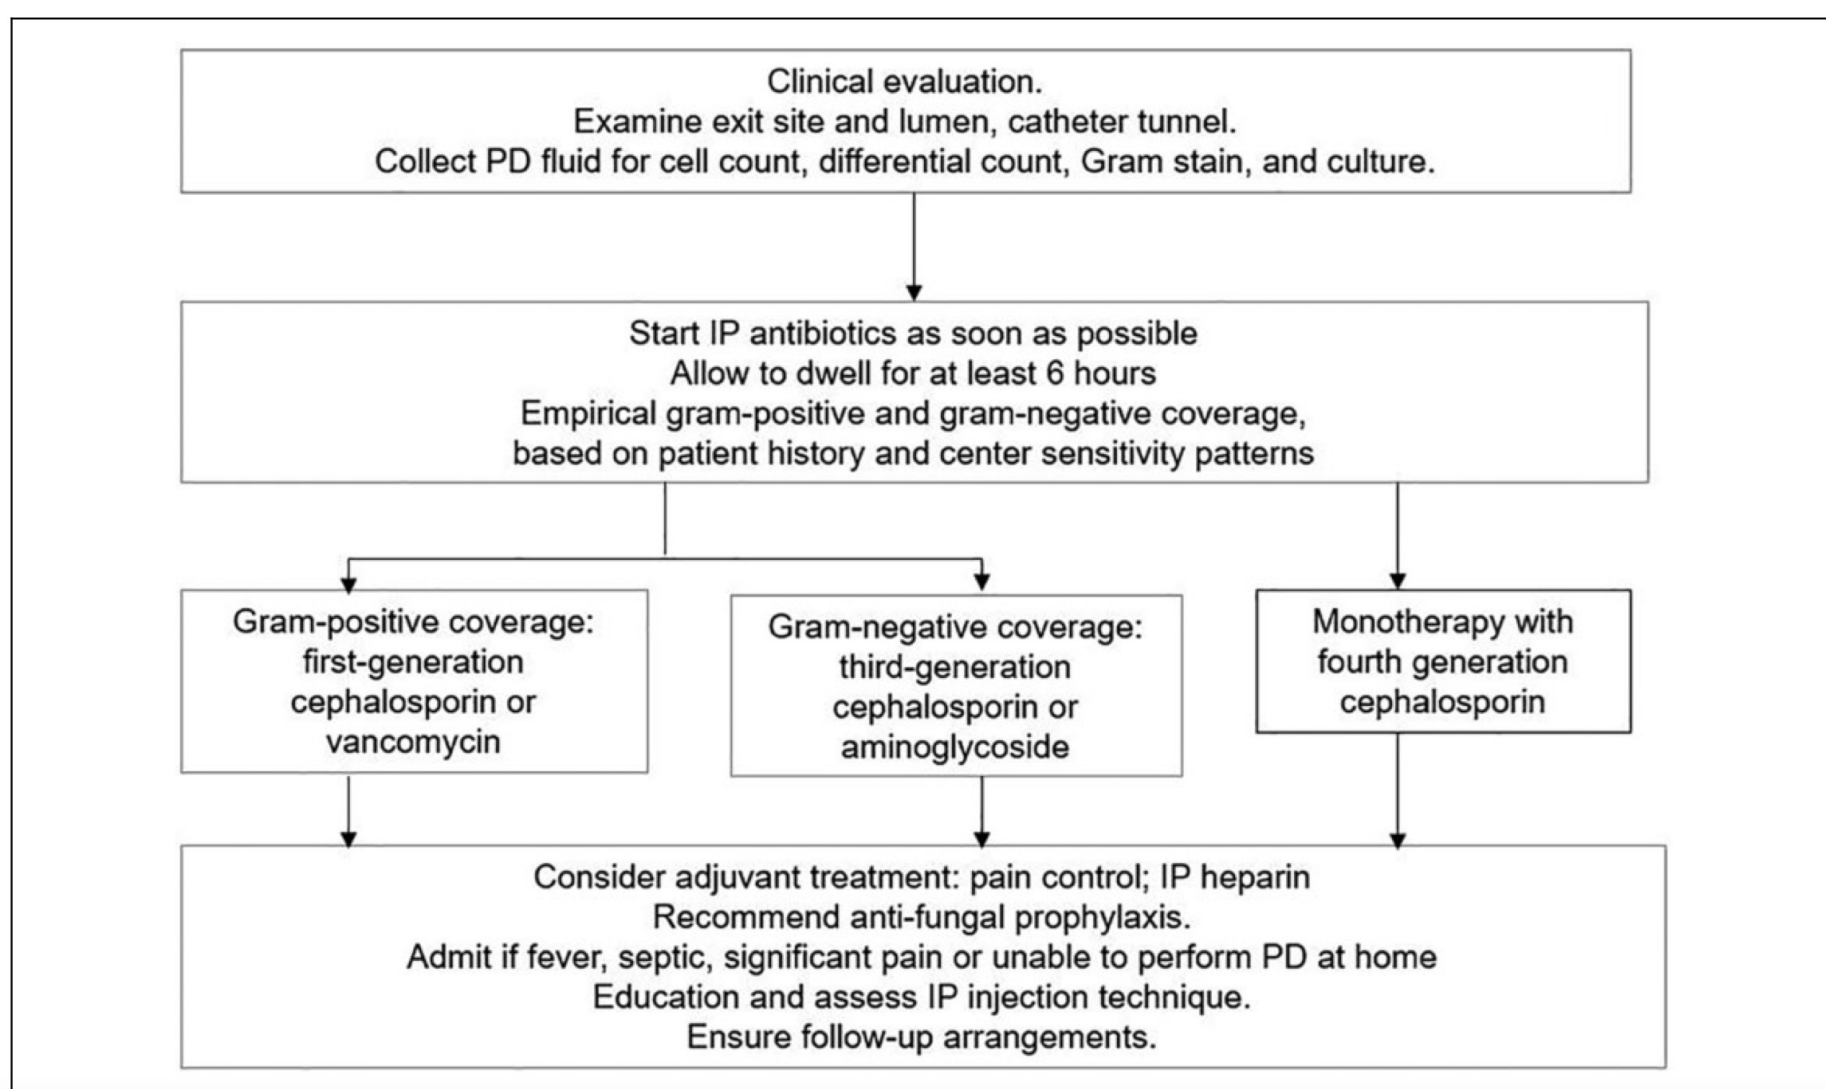 Clinical evaluation.
Examine exit site and lumen, catheter tunnel.
Collect PD fluid for cell count, differential count, Gram stain, and culture.
Start IP antibiotics as soon as possible
Allow to dwell for at least 6 hours
Empirical gram-positive and gram-negative coverage,
based on patient history and center sensitivity patterns
Gram-positive coverage:
first-generation
cephalosporin or
vancomycin
Gram-negative coverage:
third-generation
cephalosporin or
aminoglycoside
Monotherapy with
fourth generation
cephalosporin
Consider adjuvant treatment: pain control; IP heparin
Recommend anti-fungal prophylaxis.
Admit if fever, septic, significant pain or unable to perform PD at home
Education and assess IP injection technique.
Ensure follow-up arrangements.